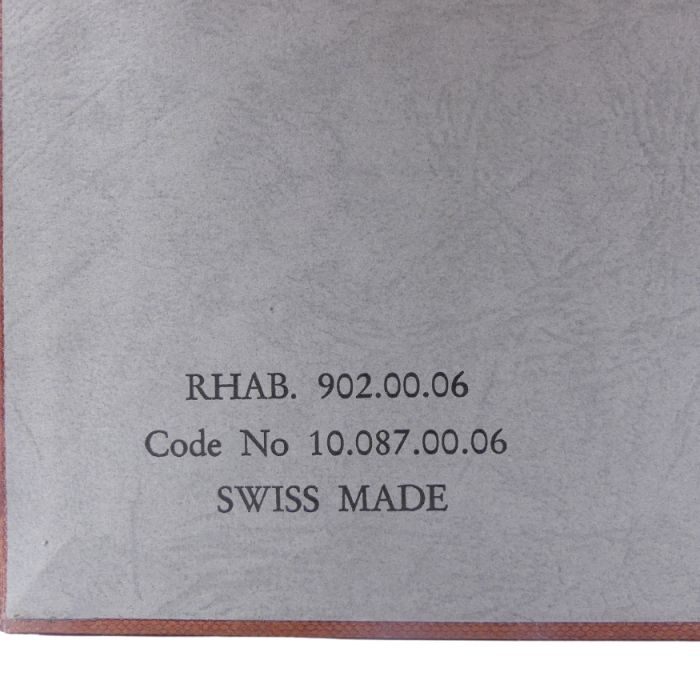 RHAB. 902.00.06
Code No 10.087.00.06
SWISS MADE